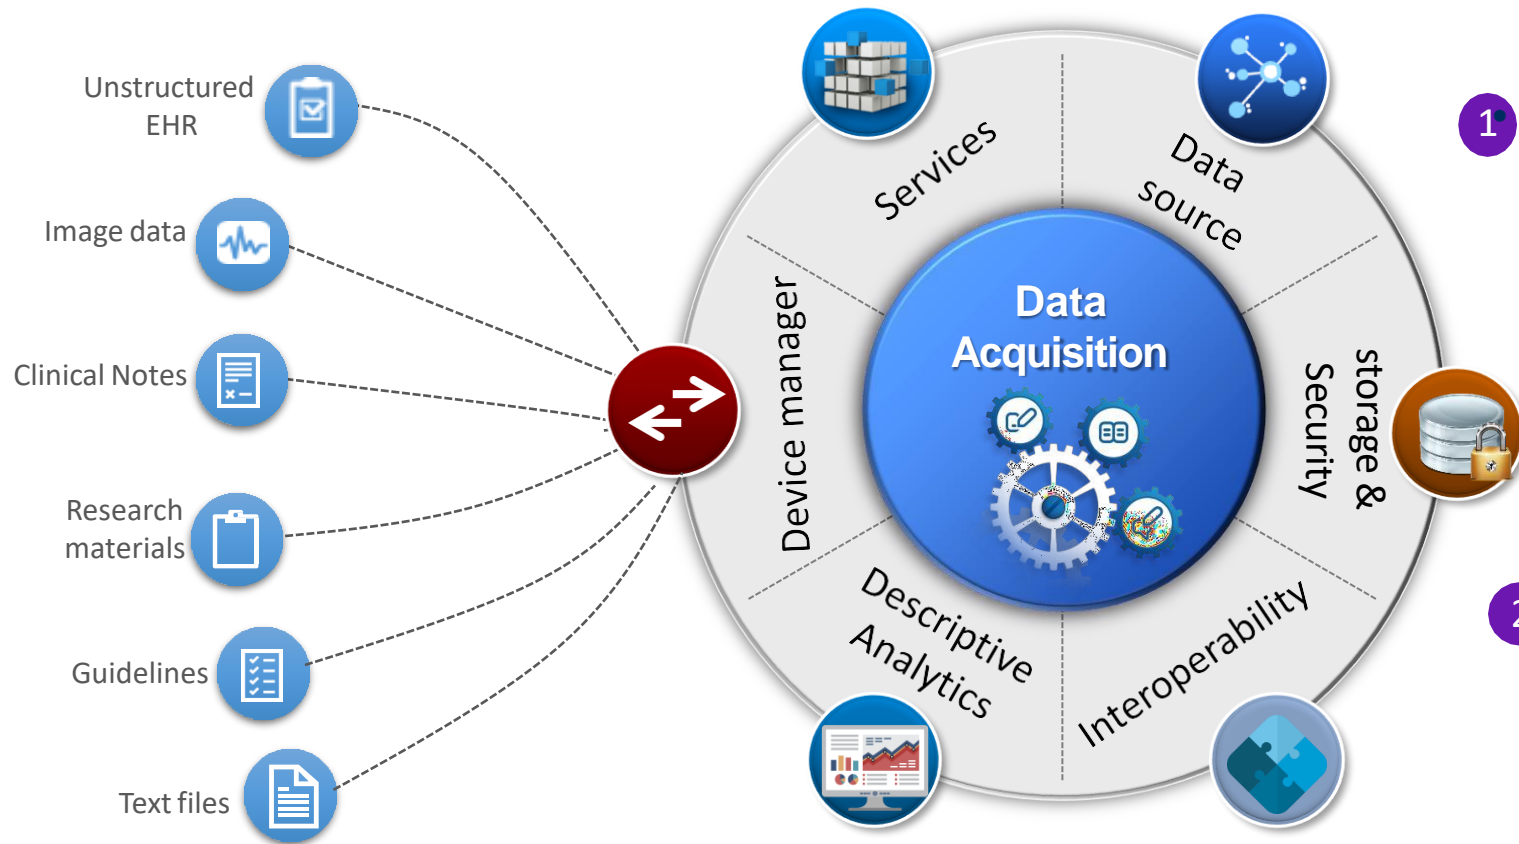 Unstructured
EHR
Image data
Clinical Notes
Research
materials
Guidelines
Text files
Services
Data
source
Device manager
Data
Acquisition
storage &
Security
Descriptive
Analytics
Interoperability
1
2